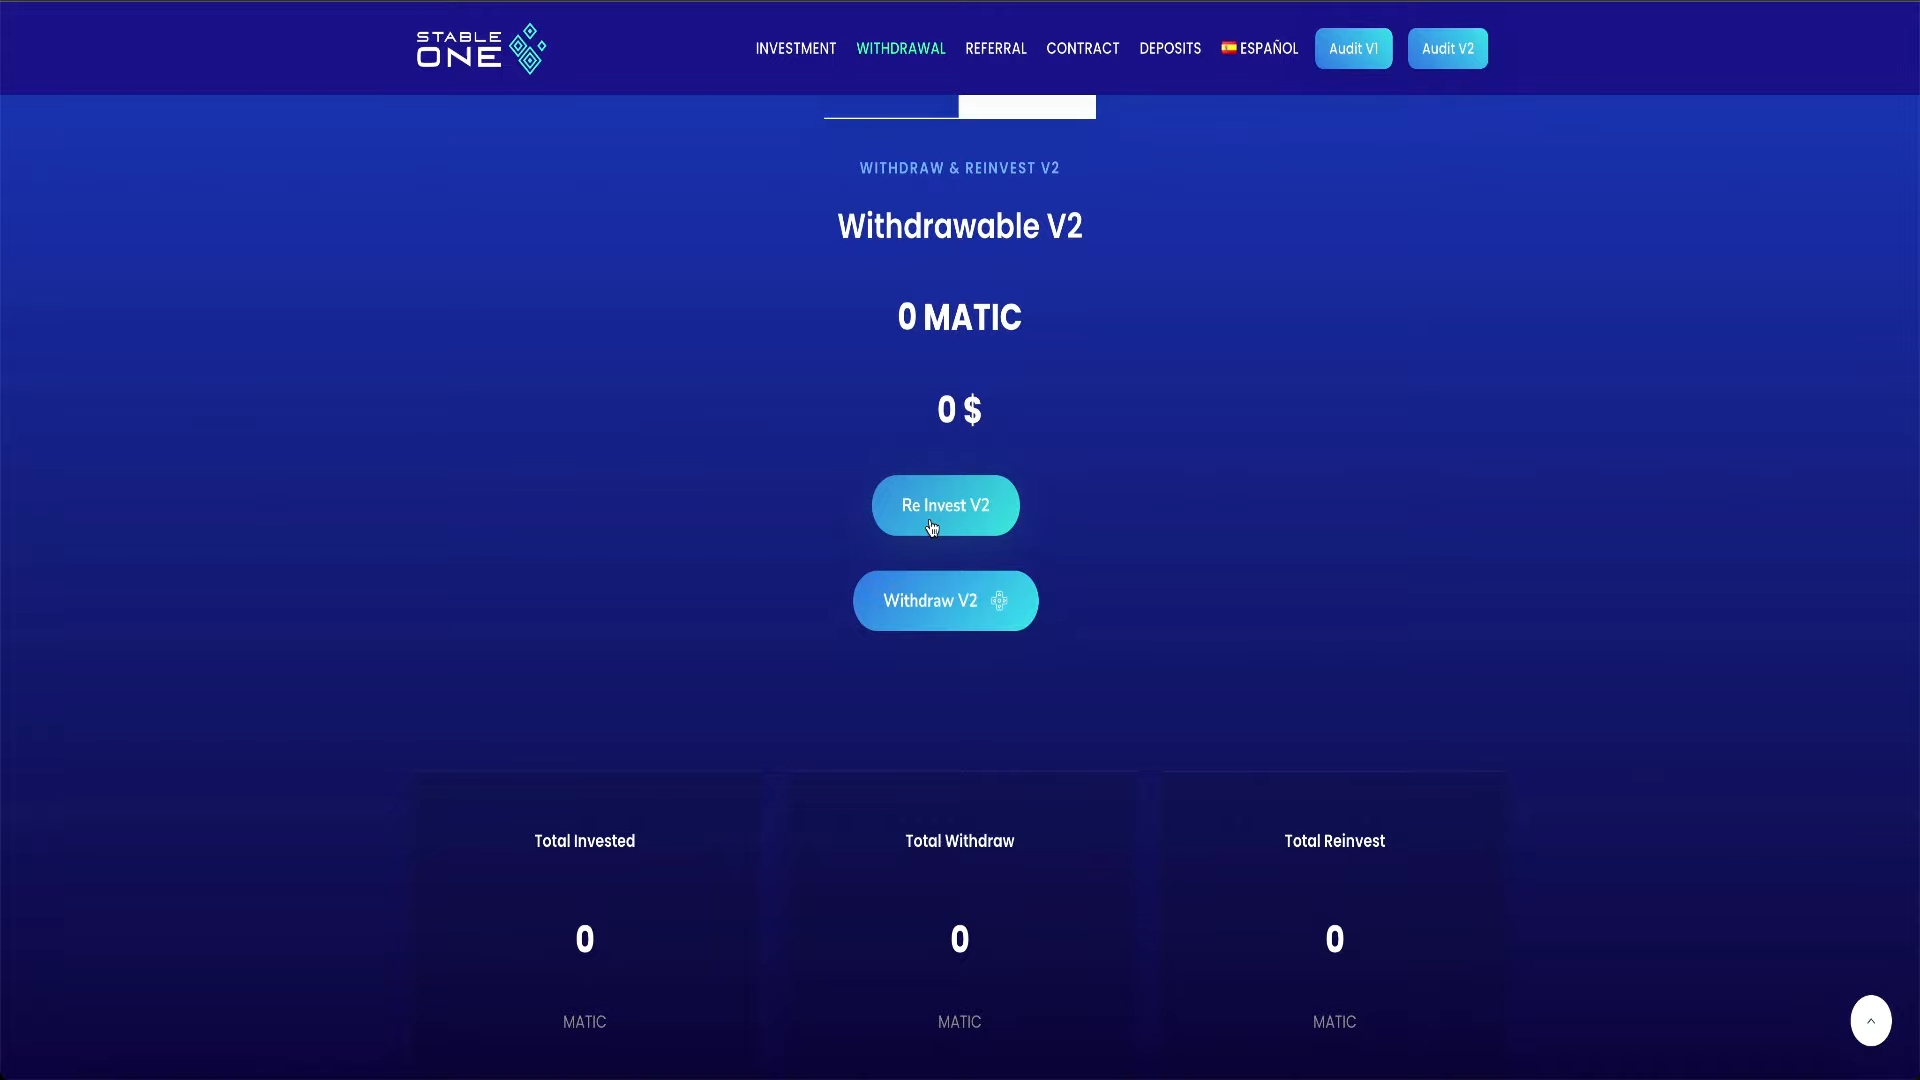 STABLE
ONE
INVESTMENT WITHDRAWAL REFERRAL CONTRACT DEPOSITS ESPAÑOL Audit V1 Audit V2
WITHDRAW & REINVEST V2
Withdrawable V2
0 MATIC
0 $
Re Invest V2
Withdraw V2
Total Invested Total Withdraw Total Reinvest
0 0 0
MATIC MATIC MATIC